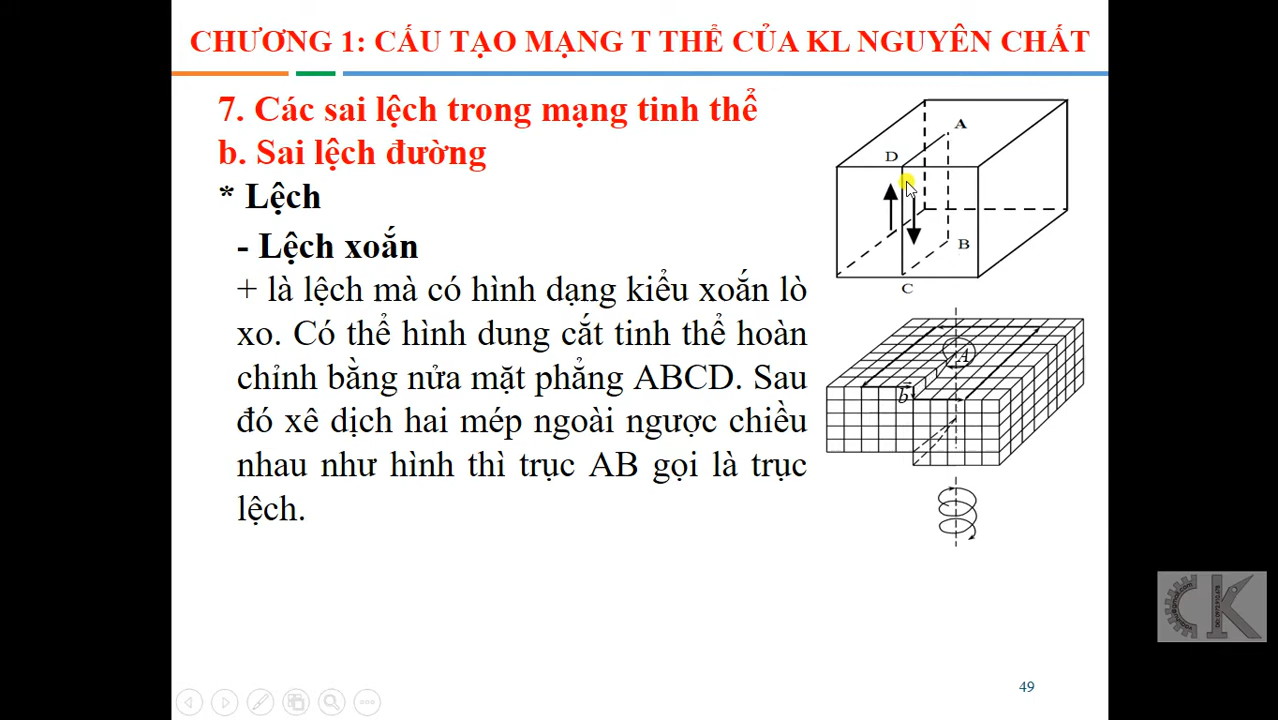 CHƯƠNG 1: CẤU TẠO MẠNG T THỂ CỦA KL NGUYÊN CHẤT
7. Các sai lệch trong mạng tinh thể
b. Sai lệch đường
* Lệch
- Lệch xoắn
+ là lệch mà có hình dạng kiểu xoắn lò
xo. Có thể hình dung cắt tinh thể hoàn
chỉnh bằng nửa mặt phẳng ABCD. Sau
đó xê dịch hai mép ngoài ngược chiều
nhau như hình thì trục AB gọi là trục
lệch.
A
D
B
C
A
b
49
CK